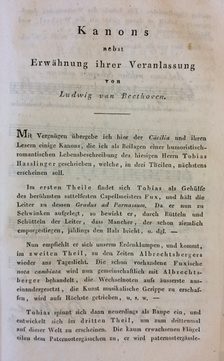 Kanons
nebst
Erwähnung ihrer Veranlassung
von
Ludwig van Beethoven.
Mit Vergnügen übergebe ich hier der Cäcilia und ihren
Lesern einige Kanons, die ich als Beilagen einer humoristisch-
romantischen Lebensbeschreibung des hiesigen Herrn Tobias
Hasslinger geschrieben, welche, in drei Theilen, nächstens
erscheinen soll.
Im ersten Theile findet sich Tobias als Gehülfe
des berühmten sattelfesten Capellmeisters Fux, und hält die
Leiter zu dessen Gradus ad Parnassum. Da er nun zu
Schwänken aufgelegt, so bewirkt er, durch Rütteln und
Schütteln der Leiter, dass Mancher, der schon ziemlich
emporgestiegen, jählings den Hals bricht, u. dgl. —
Nun empfiehlt er sich unserm Erdenklumpen, und kommt,
im zweiten Theile, zu den Zeiten Albrechtsbergers
wieder ans Tageslicht. Die schon vorhandene Fuxische
nota cambiata wird nun gemeinschaftlich mit Albrechts-
berger behandelt, die Wechselnoten aufs äusserste aus-
einandergesetzt, die Kunst musikalische Gerippe zu erschaf-
fen, wird aufs Höchste getrieben, u. s. w. —
Tobias spinnt sich dann neuerdings als Raupe ein, und
entwickelt sich im dritten Theil, um zum drittenmal
auf dieser Welt zu erscheinen. Die kaum erwachsenen Flügel
eilen dem Paternostergässchen zu, er wird paternostergäss-